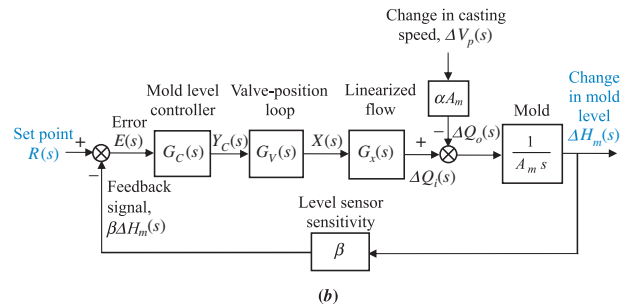 Change in casting
speed, ΔV_p(s)
αA_m
Mold level
controller
Valve-position
loop
Linearized
flow
Mold
Change
in mold
level
ΔH_m(s)
Set point
R(s)
+
−
Error
E(s)
G_C(s)
Y_C(s)
G_V(s)
X(s)
G_x(s)
+
−
ΔQ_o(s)
ΔQ_i(s)
1
A_m s
Feedback
signal,
βΔH_m(s)
Level sensor
sensitivity
β
(b)